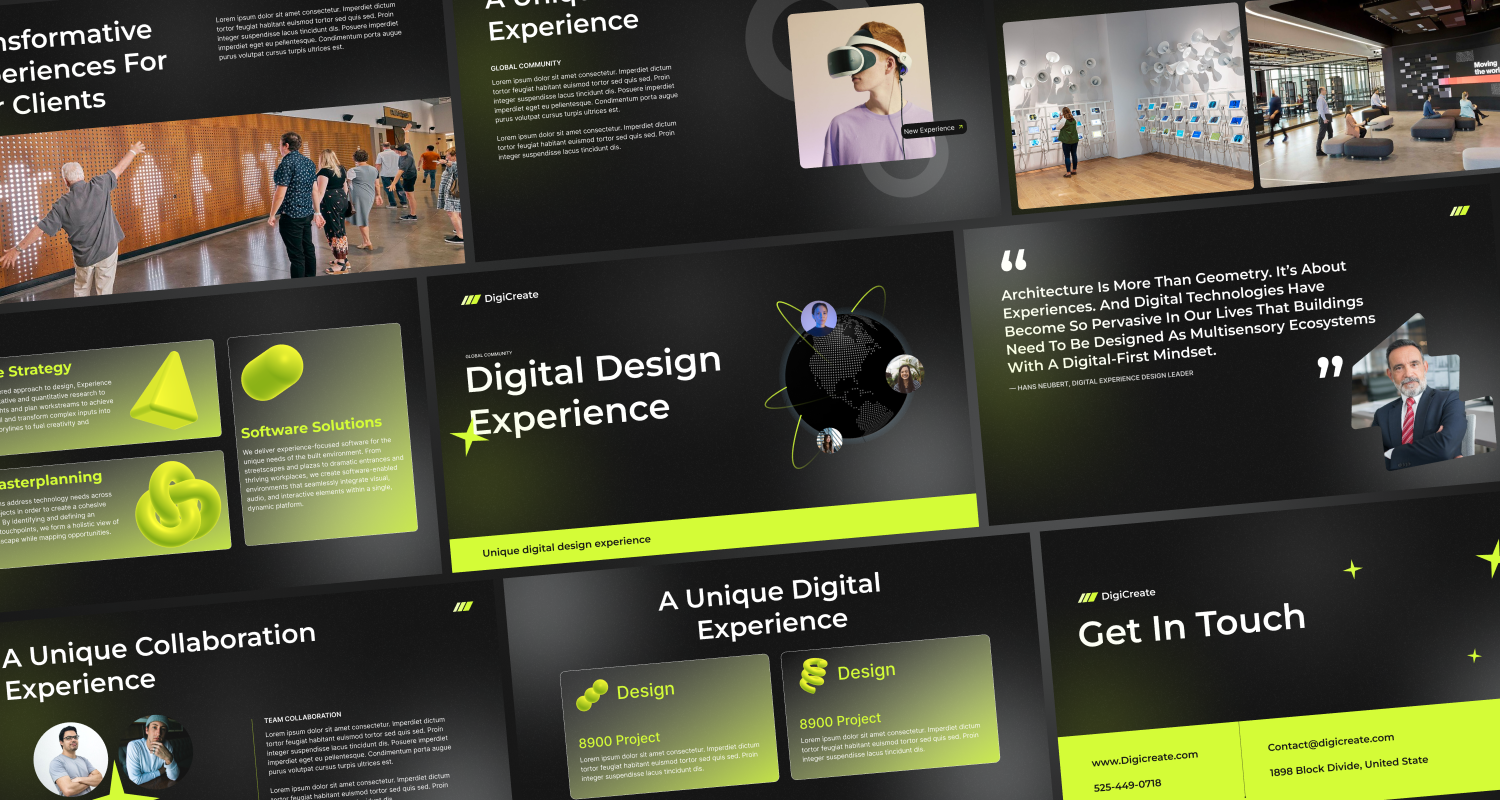 nsformative
eriences For
Clients
Lorem ipsum dolor sit amet consectetur. Imperdiet dictum
tortor feugiat habitant euismod tortor sed quis sed. Proin
integer suspendisse lacus tincidunt dis. Posuere imperdiet
imperdiet eget eu pellentesque. Condimentum porta augue
purus volutpat cursus turpis ultrices est.
Experience
GLOBAL COMMUNITY
Lorem ipsum dolor sit amet consectetur. Imperdiet dictum
tortor feugiat habitant euismod tortor sed quis sed. Proin
integer suspendisse lacus tincidunt dis. Posuere imperdiet
imperdiet eget eu pellentesque. Condimentum porta augue
purus volutpat cursus turpis ultrices est.
Lorem ipsum dolor sit amet consectetur. Imperdiet dictum
tortor feugiat habitant euismod tortor sed quis sed. Proin
integer suspendisse lacus tincidunt dis.
New Experience
Moving
the worl
e Strategy
ered approach to design, Experience
ative and quantitative research to
hts and plan workstreams to achieve
l and transform complex inputs into
orylines to fuel creativity and
asterplanning
ns address technology needs across
jects in order to create a cohesive
By identifying and defining an
touchpoints, we form a holistic view of
scape while mapping opportunities.
Software Solutions
We deliver experience-focused software for the
unique needs of the built environment. From
streetscapes and plazas to dramatic entrances and
thriving workplaces, we create software-enabled
environments that seamlessly integrate visual,
audio, and interactive elements within a single,
dynamic platform.
DigiCreate
GLOBAL COMMUNITY
Digital Design
Experience
Unique digital design experience
“
Architecture Is More Than Geometry. It’s About
Experiences. And Digital Technologies Have
Become So Pervasive In Our Lives That Buildings
Need To Be Designed As Multisensory Ecosystems
With A Digital-First Mindset.
”
— HANS NEUBERT, DIGITAL EXPERIENCE DESIGN LEADER
A Unique Collaboration
Experience
TEAM COLLABORATION
Lorem ipsum dolor sit amet consectetur. Imperdiet dictum
tortor feugiat habitant euismod tortor sed quis sed. Proin
integer suspendisse lacus tincidunt dis. Posuere imperdiet
imperdiet eget eu pellentesque. Condimentum porta augue
purus volutpat cursus turpis ultrices est.
Lorem ipsum dolor sit amet consectetur. Imperdiet dictum
tortor feugiat habitant euismod tortor sed quis sed. Proin
A Unique Digital
Experience
Design
8900 Project
Lorem ipsum dolor sit amet consectetur. Imperdiet dictum
tortor feugiat habitant euismod tortor sed quis sed. Proin
integer suspendisse lacus tincidunt dis.
Design
8900 Project
Lorem ipsum dolor sit amet consectetur. Imperdiet dictum
tortor feugiat habitant euismod tortor sed quis sed. Proin
integer suspendisse lacus tincidunt dis.
DigiCreate
Get In Touch
www.Digicreate.com
525-449-0718
Contact@digicreate.com
1898 Block Divide, United State